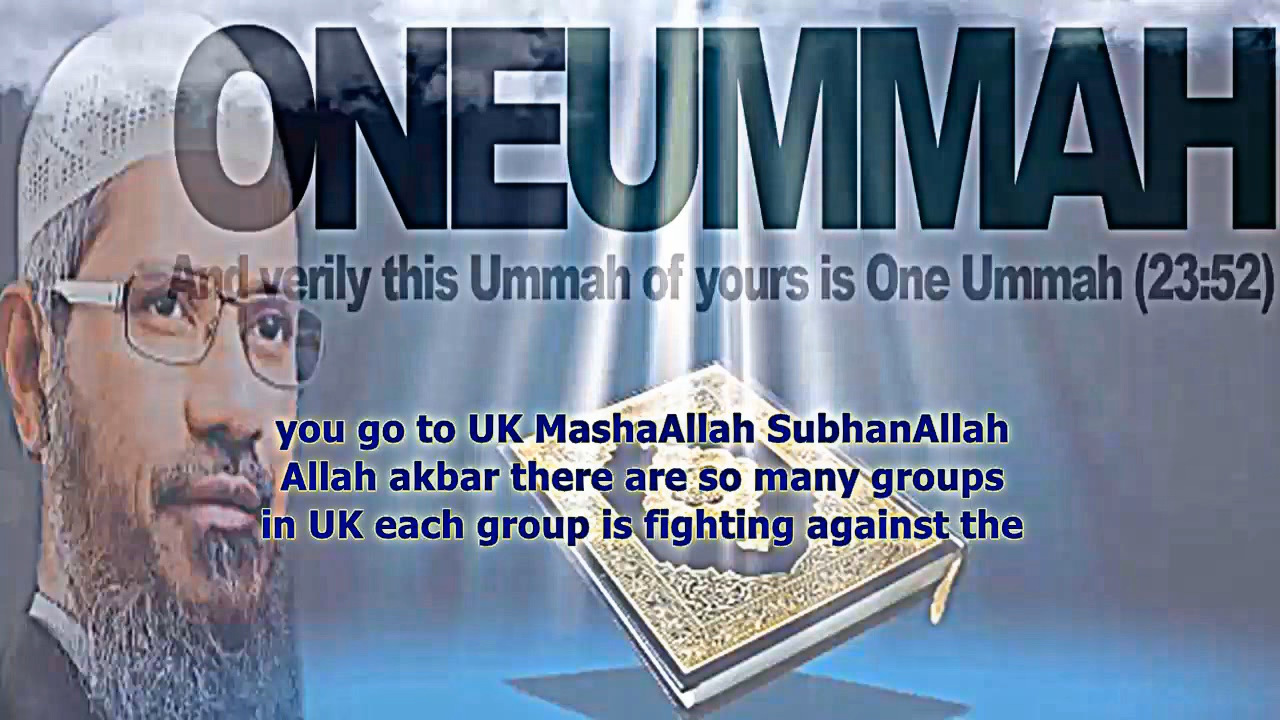 ONEUMMAH
And verily this Ummah of yours is One Ummah (23:52)
you go to UK MashaAllah SubhanAllah
Allah akbar there are so many groups
in UK each group is fighting against the